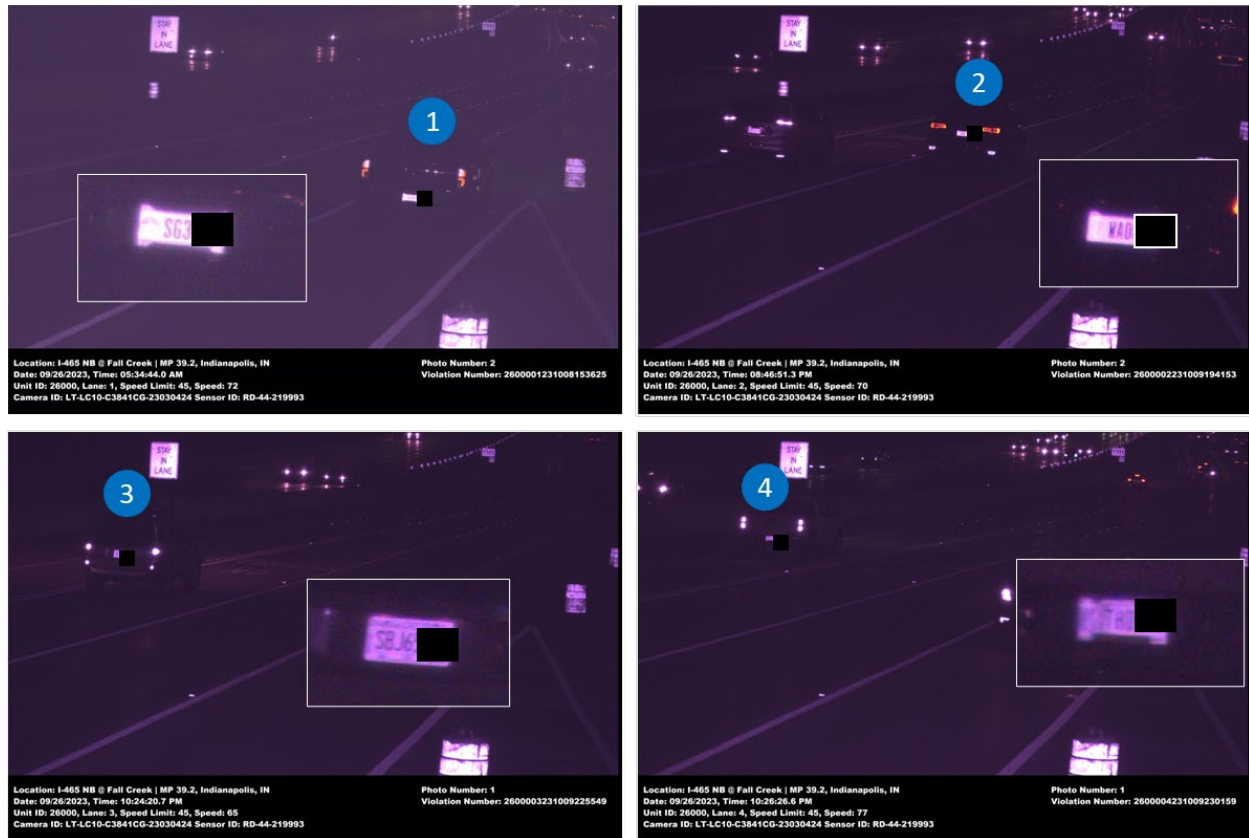 STAY
IN
LANE
1
SG3
Location: I-465 NB @ Fall Creek | MP 39.2, Indianapolis, IN
Date: 09/26/2023, Time: 05:34:44.0 AM
Unit ID: 26000, Lane: 1, Speed Limit: 45, Speed: 72
Camera ID: LT-LC10-C3841CG-23030424 Sensor ID: RD-44-219993
Photo Number: 2
Violation Number: 2600001231008153625
STAY
IN
LANE
2
WAD
Location: I-465 NB @ Fall Creek | MP 39.2, Indianapolis, IN
Date: 09/26/2023, Time: 08:46:51.3 PM
Unit ID: 26000, Lane: 2, Speed Limit: 45, Speed: 70
Camera ID: LT-LC10-C3841CG-23030424 Sensor ID: RD-44-219993
Photo Number: 2
Violation Number: 2600002231009194153
STAY
IN
LANE
3
Location: I-465 NB @ Fall Creek | MP 39.2, Indianapolis, IN
Date: 09/26/2023, Time: 10:24:20.7 PM
Unit ID: 26000, Lane: 3, Speed Limit: 45, Speed: 65
Camera ID: LT-LC10-C3841CG-23030424 Sensor ID: RD-44-219993
Photo Number: 1
Violation Number: 2600003231009225549
STAY
IN
LANE
4
Location: I-465 NB @ Fall Creek | MP 39.2, Indianapolis, IN
Date: 09/26/2023, Time: 10:26:26.6 PM
Unit ID: 26000, Lane: 4, Speed Limit: 45, Speed: 77
Camera ID: LT-LC10-C3841CG-23030424 Sensor ID: RD-44-219993
Photo Number: 1
Violation Number: 2600004231009230159